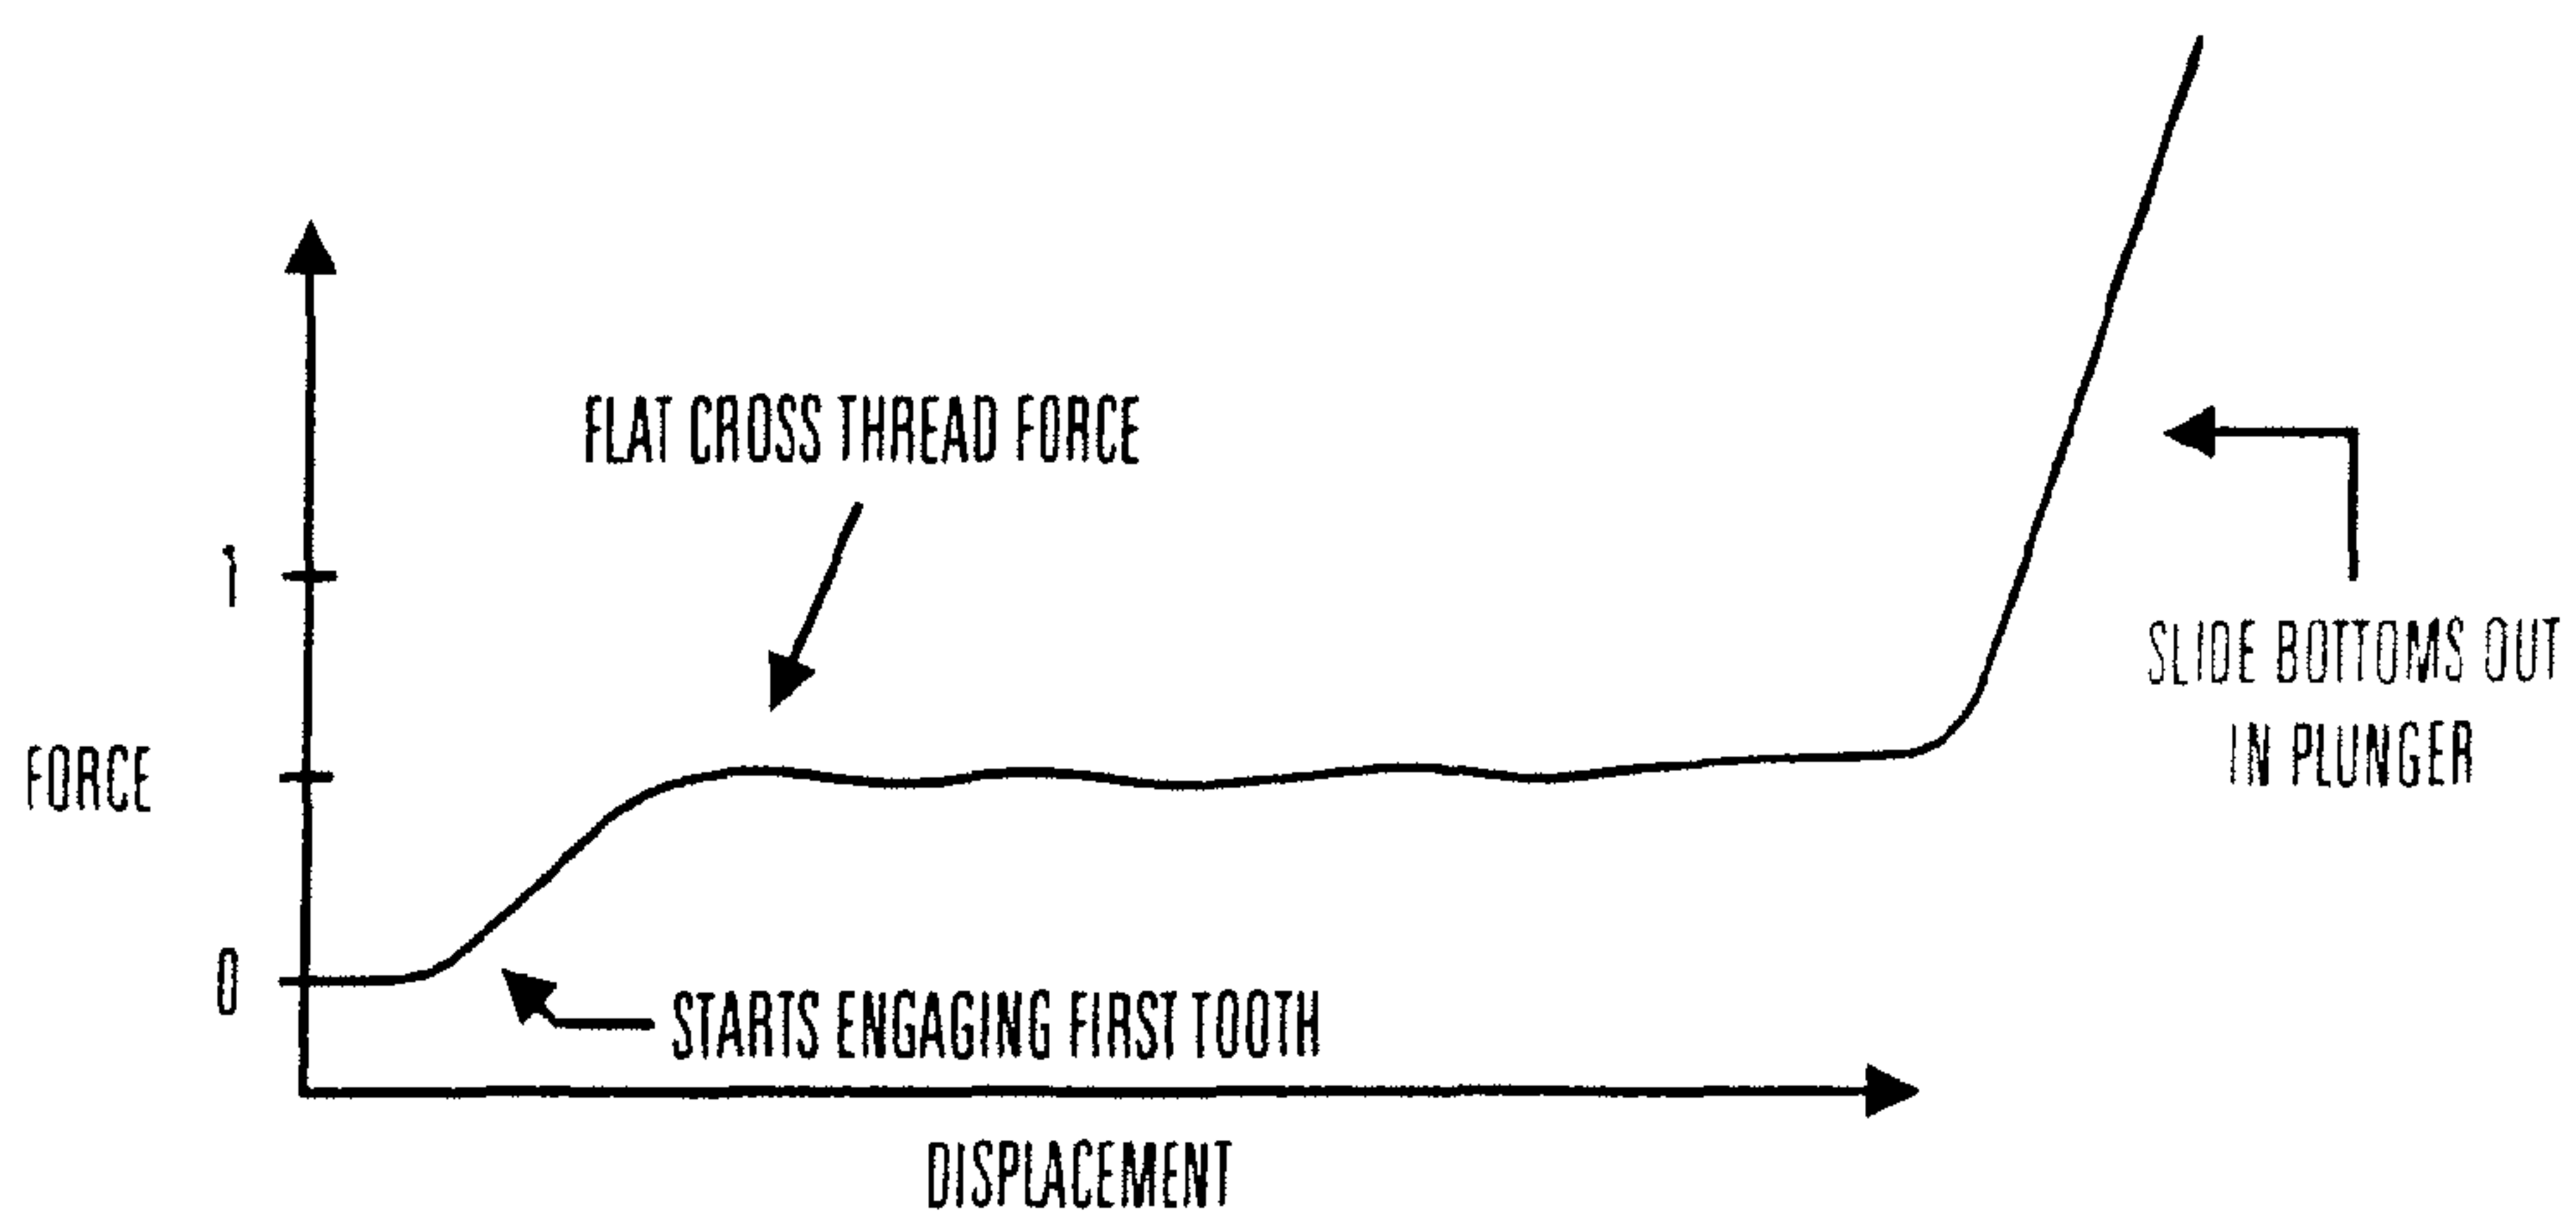 FLAT CROSS THREAD FORCE
1
SLIDE BOTTOMS OUT
IN PLUNGER
FORCE
0
STARTS ENGAGING FIRST TOOTH
DISPLACEMENT